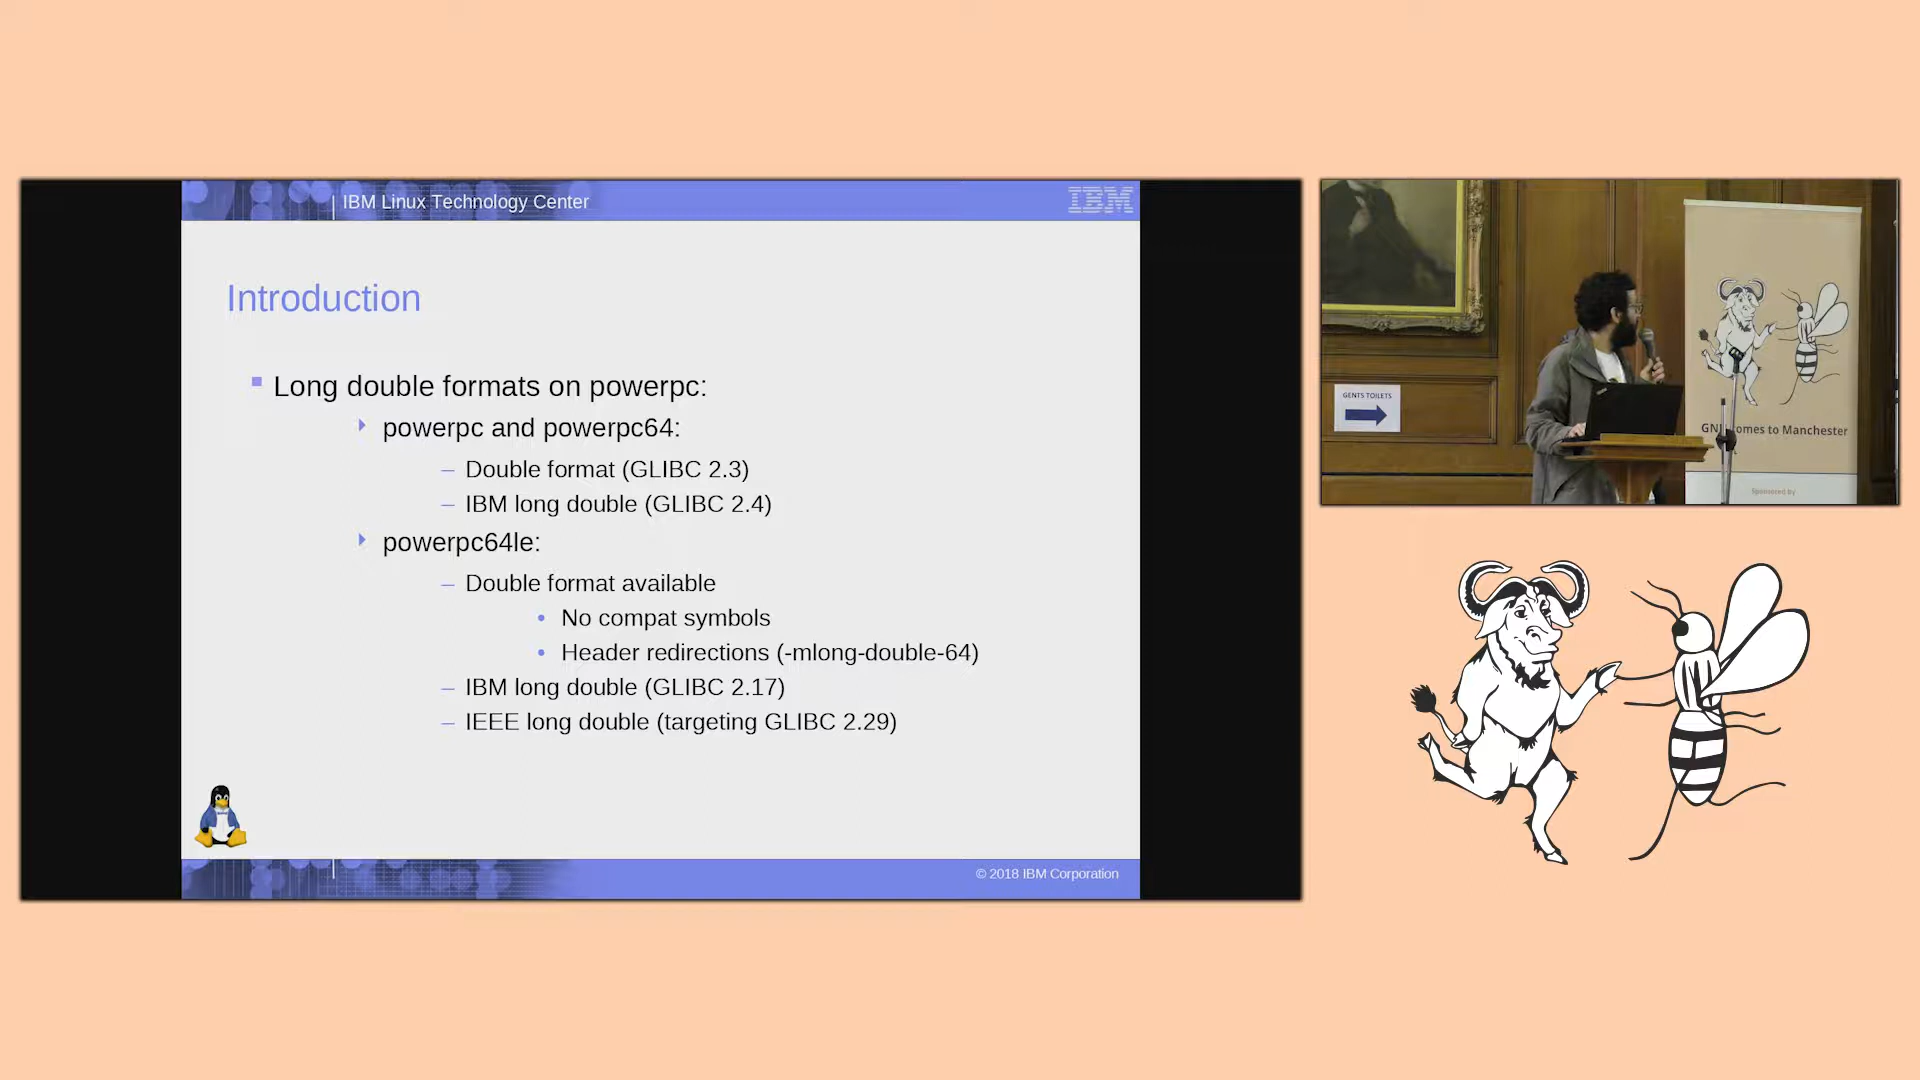 IBM Linux Technology Center
IBM
Introduction
Long double formats on powerpc:
powerpc and powerpc64:
– Double format (GLIBC 2.3)
– IBM long double (GLIBC 2.4)
powerpc64le:
– Double format available
• No compat symbols
• Header redirections (-mlong-double-64)
– IBM long double (GLIBC 2.17)
– IEEE long double (targeting GLIBC 2.29)
© 2018 IBM Corporation
GENTS TOILETS
to Manchester
Sponsored by